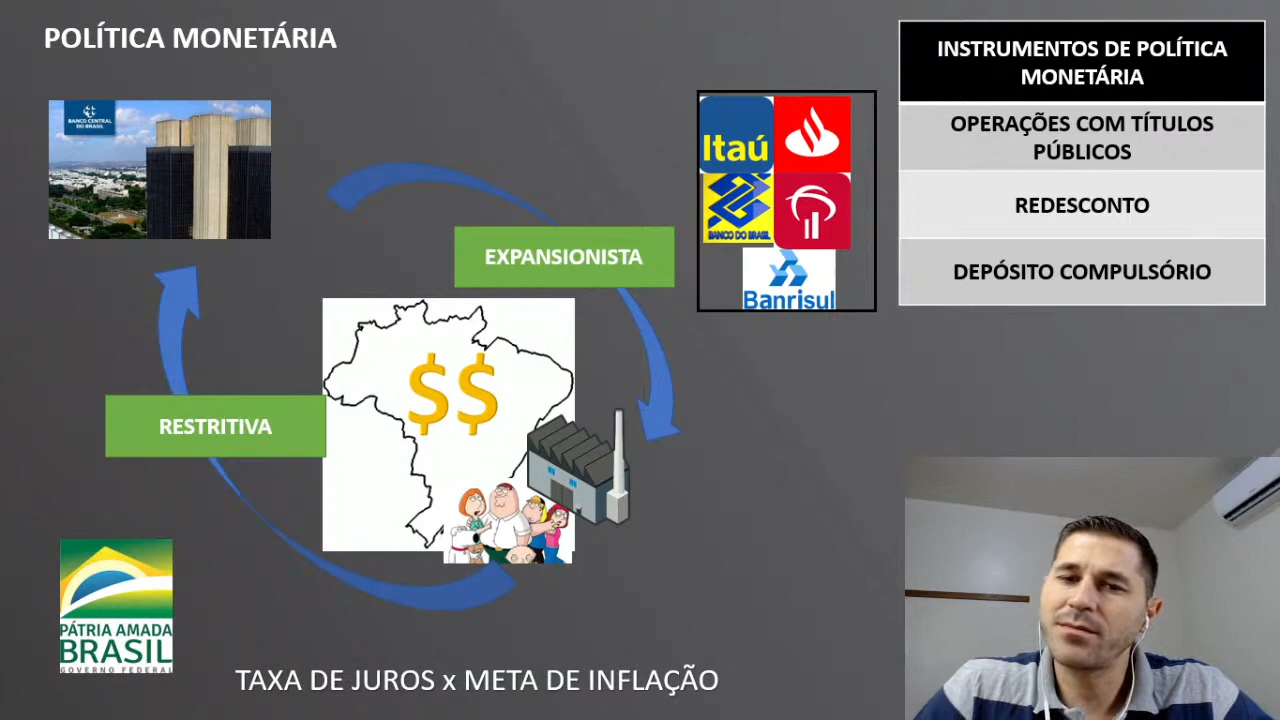 POLÍTICA MONETÁRIA
BANCO CENTRAL
DO BRASIL
Itaú
BANCO DO BRASIL
Banrisul
INSTRUMENTOS DE POLÍTICA
MONETÁRIA
OPERAÇÕES COM TÍTULOS
PÚBLICOS
REDESCONTO
DEPÓSITO COMPULSÓRIO
EXPANSIONISTA
$$
RESTRITIVA
PÁTRIA AMADA
BRASIL
GOVERNO FEDERAL
TAXA DE JUROS x META DE INFLAÇÃO